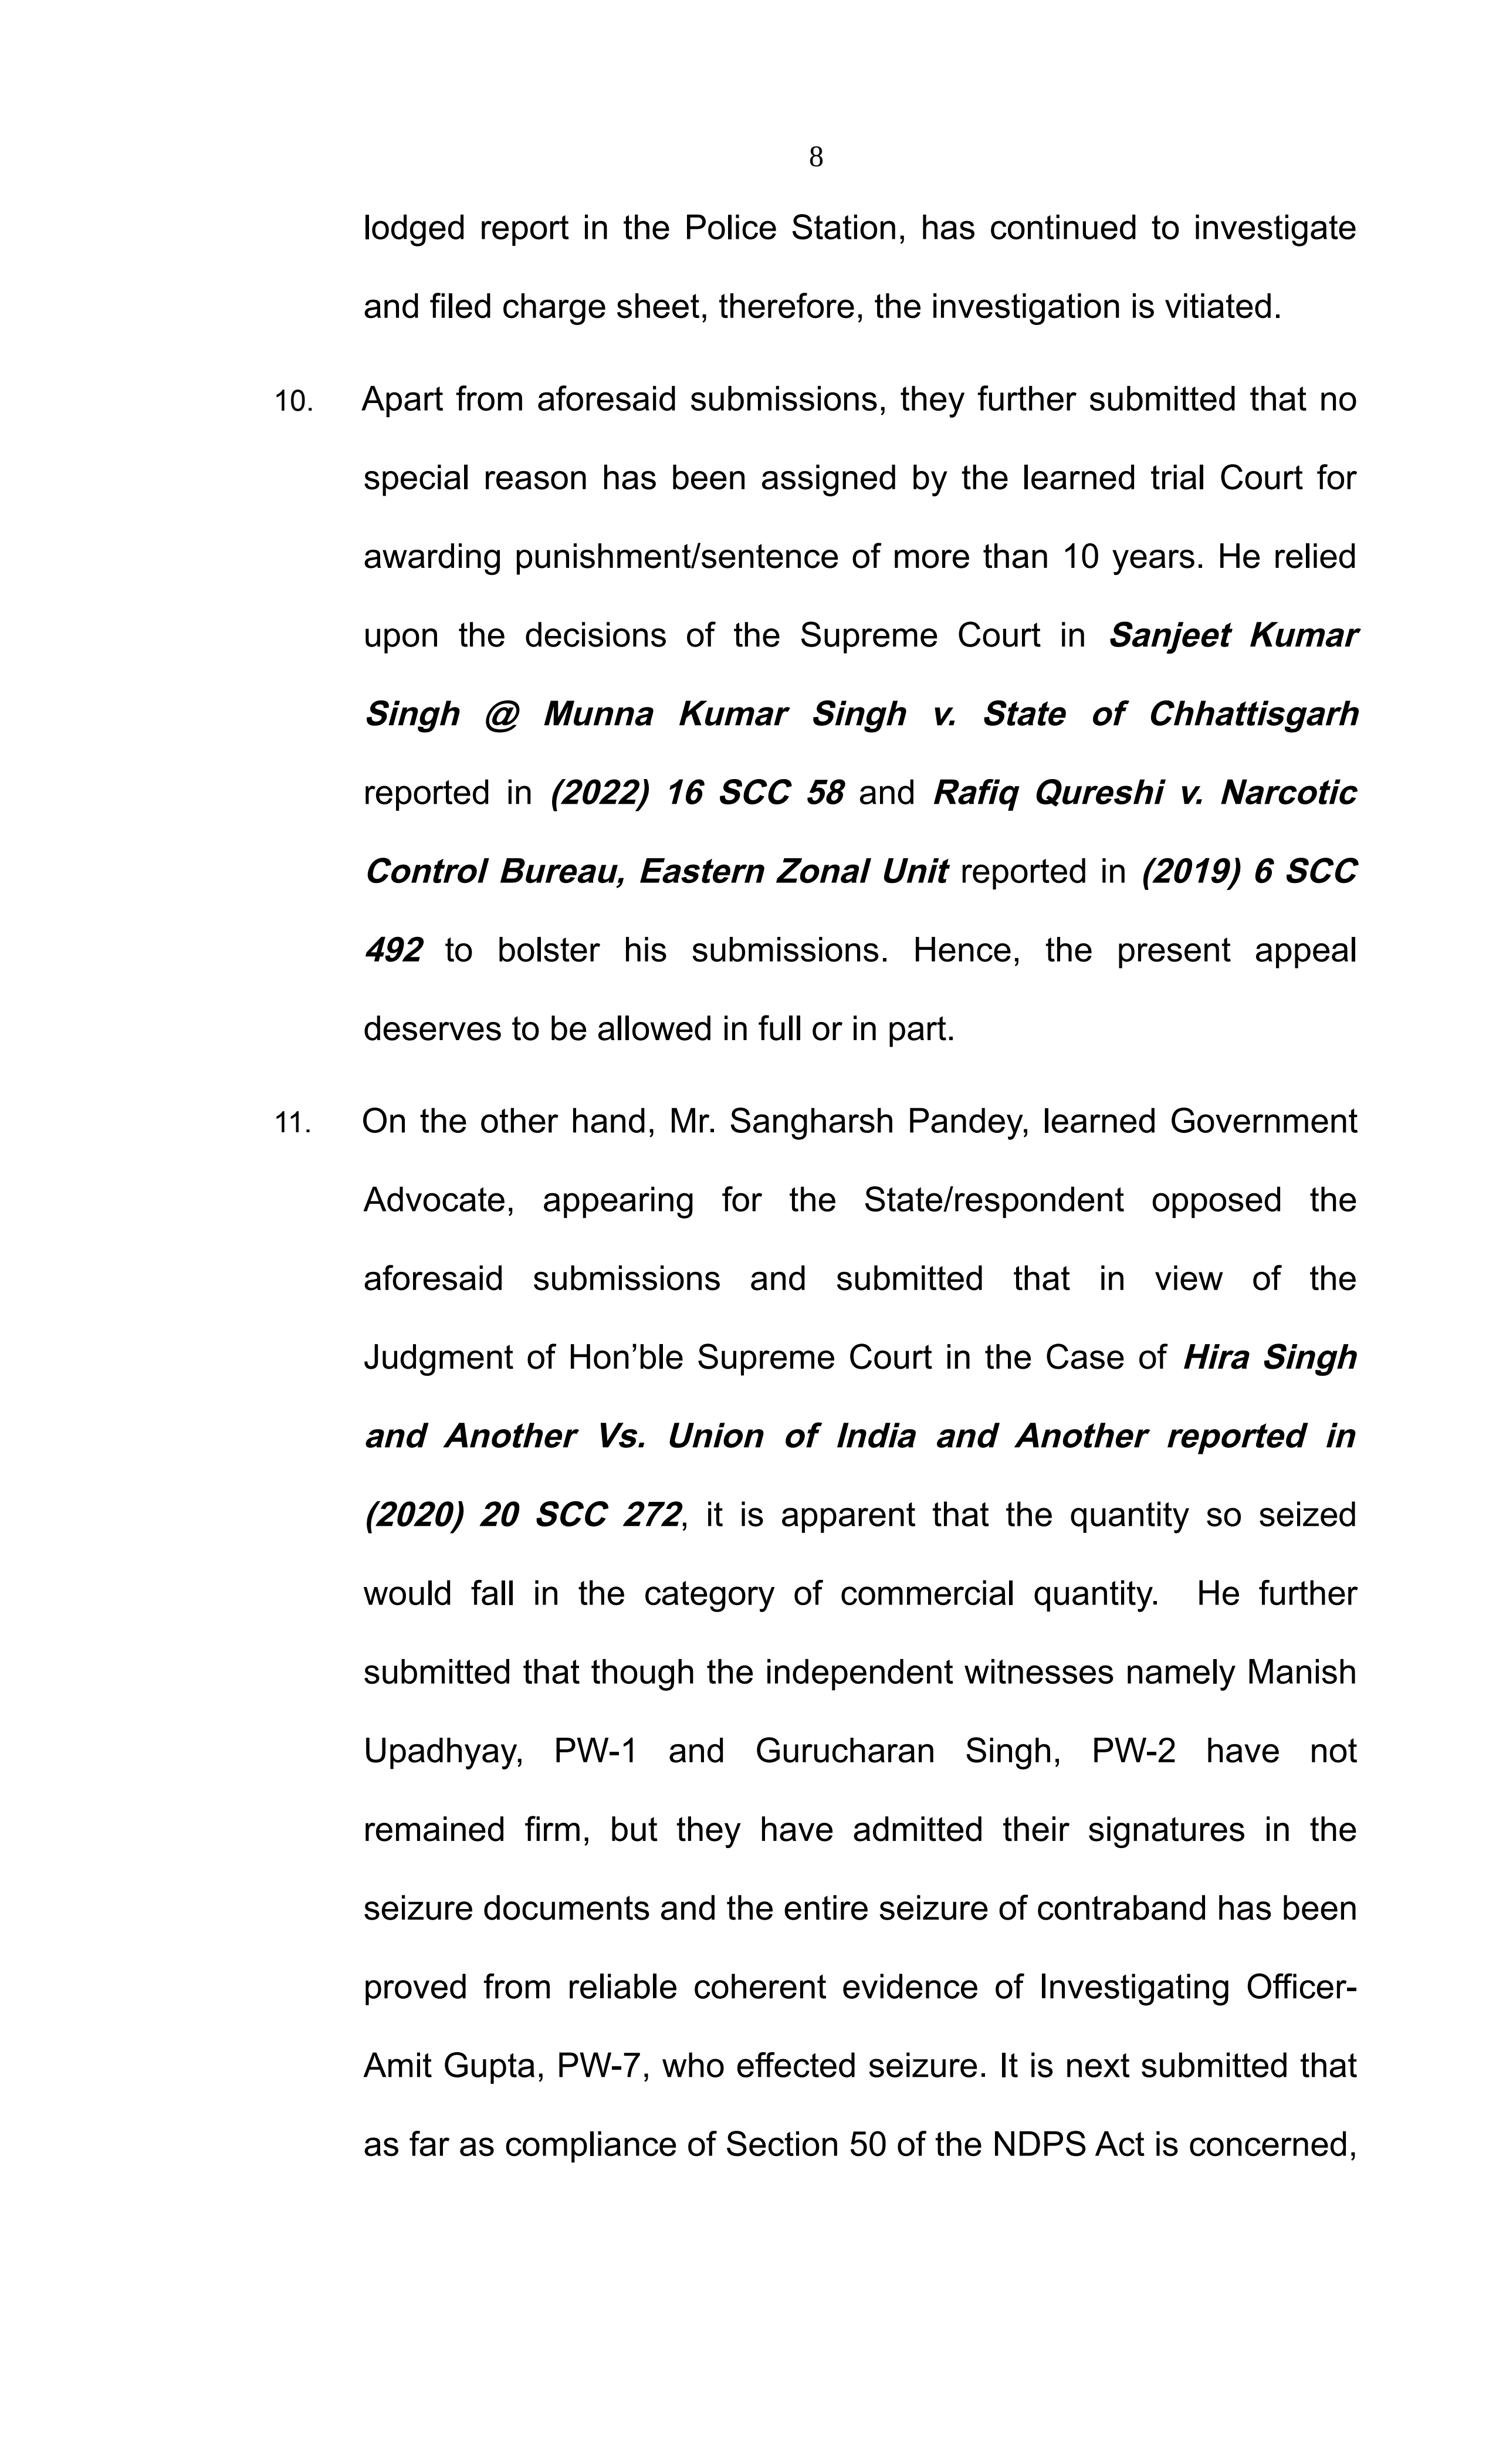 8
lodged report in the Police Station, has continued to investigate
and filed charge sheet, therefore, the investigation is vitiated.
10. Apart from aforesaid submissions, they further submitted that no
special reason has been assigned by the learned trial Court for
awarding punishment/sentence of more than 10 years. He relied
upon the decisions of the Supreme Court in Sanjeet Kumar
Singh @ Munna Kumar Singh v. State of Chhattisgarh
reported in (2022) 16 SCC 58 and Rafiq Qureshi v. Narcotic
Control Bureau, Eastern Zonal Unit reported in (2019) 6 SCC
492 to bolster his submissions. Hence, the present appeal
deserves to be allowed in full or in part.
11. On the other hand, Mr. Sangharsh Pandey, learned Government
Advocate, appearing for the State/respondent opposed the
aforesaid submissions and submitted that in view of the
Judgment of Hon’ble Supreme Court in the Case of Hira Singh
and Another Vs. Union of India and Another reported in
(2020) 20 SCC 272, it is apparent that the quantity so seized
would fall in the category of commercial quantity. He further
submitted that though the independent witnesses namely Manish
Upadhyay, PW-1 and Gurucharan Singh, PW-2 have not
remained firm, but they have admitted their signatures in the
seizure documents and the entire seizure of contraband has been
proved from reliable coherent evidence of Investigating Officer-
Amit Gupta, PW-7, who effected seizure. It is next submitted that
as far as compliance of Section 50 of the NDPS Act is concerned,